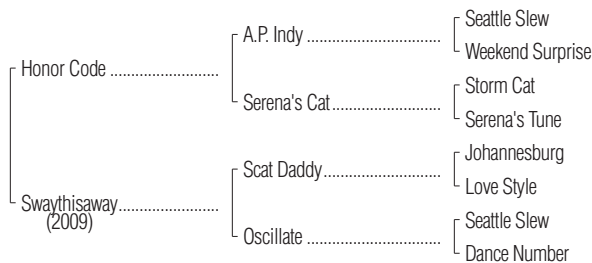 Seattle Slew
A.P. Indy ..............................
Weekend Surprise
Honor Code ........................
Storm Cat
Serena's Cat........................
Serena's Tune
Johannesburg
Scat Daddy..........................
Love Style
Swaythisaway......................
(2009)
Seattle Slew
Oscillate ..............................
Dance Number